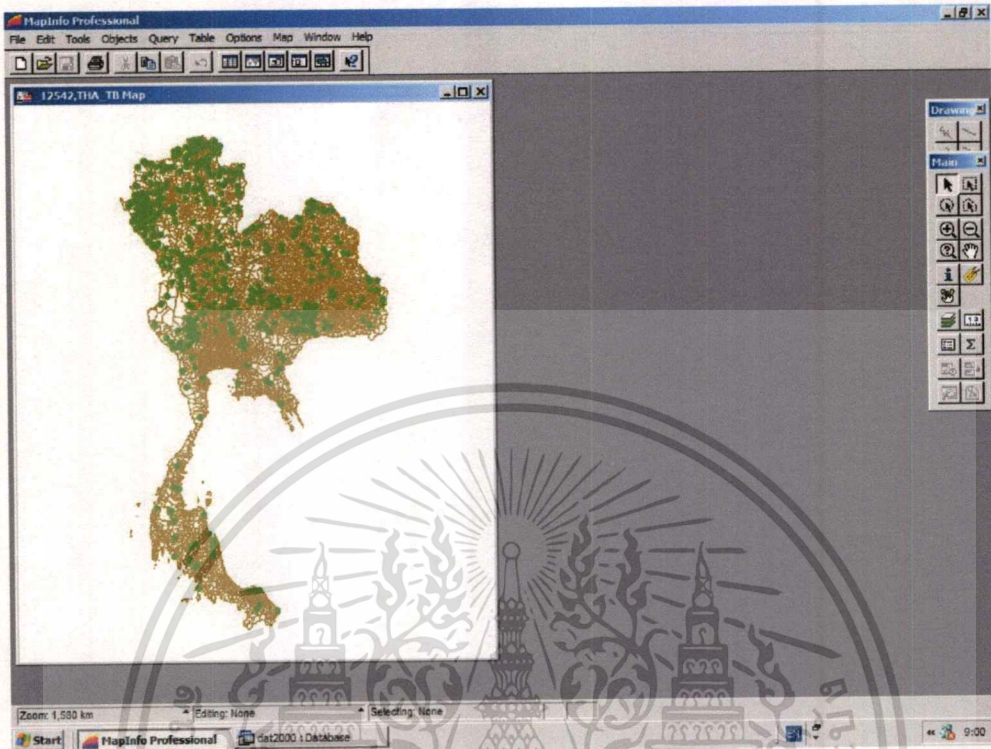 MapInfo Professional
File Edit Tools Objects Query Table Options Map Window Help
12542,THA_TB Map
Drawing
Main
Zoom: 1,580 km
Editing: None
Selecting: None
Start
MapInfo Professional
dat2000 : Database
9:00